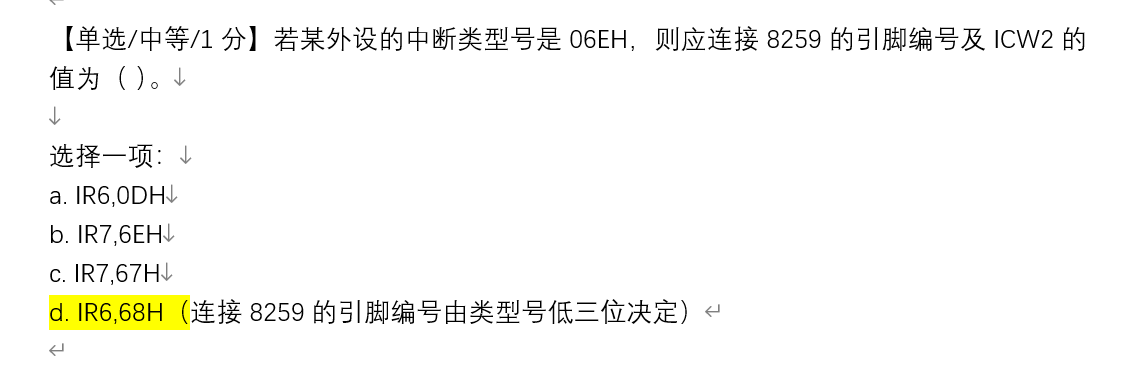 【单选/中等/1 分】若某外设的中断类型号是 06EH，则应连接 8259 的引脚编号及 ICW2 的
值为（ ）。↓
↓
选择一项：↓
a. IR6,0DH↓
b. IR7,6EH↓
c. IR7,67H↓
d. IR6,68H（连接 8259 的引脚编号由类型号低三位决定）↵
↵